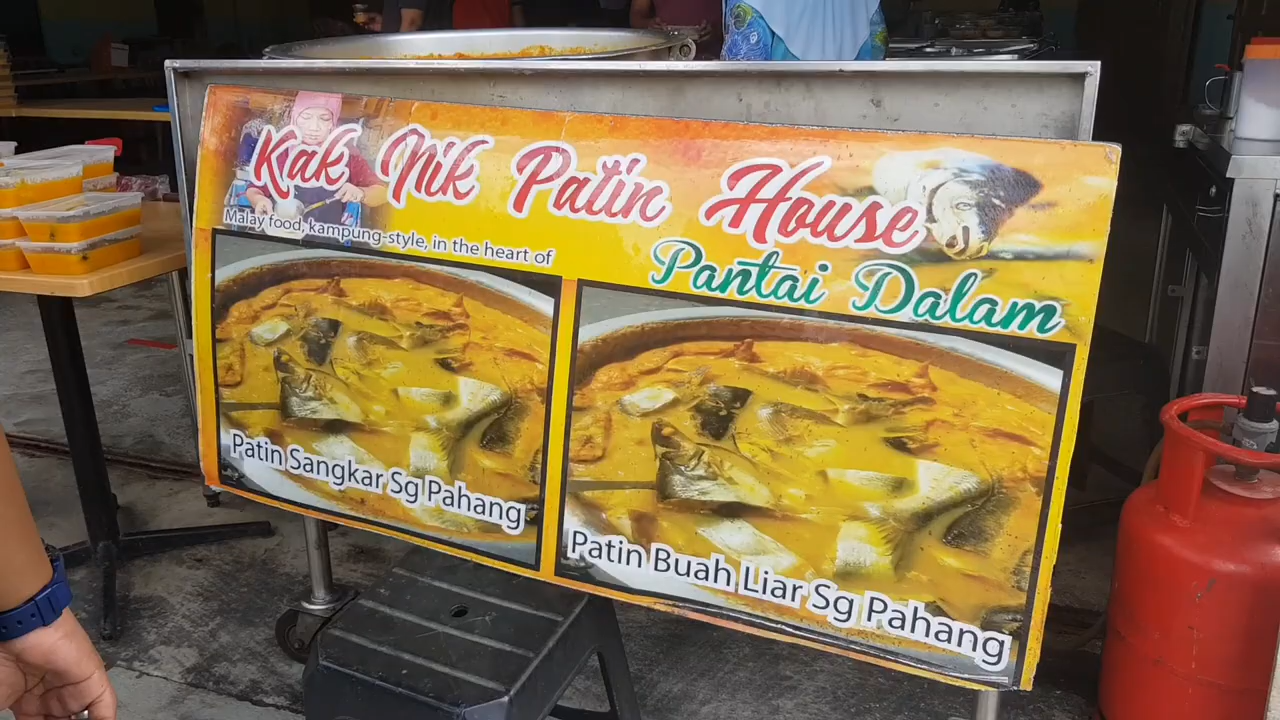 Kak Nik Patin House
Malay food, kampung-style, in the heart of
Pantai Dalam
Patin Sangkar Sg Pahang
Patin Buah Liar Sg Pahang